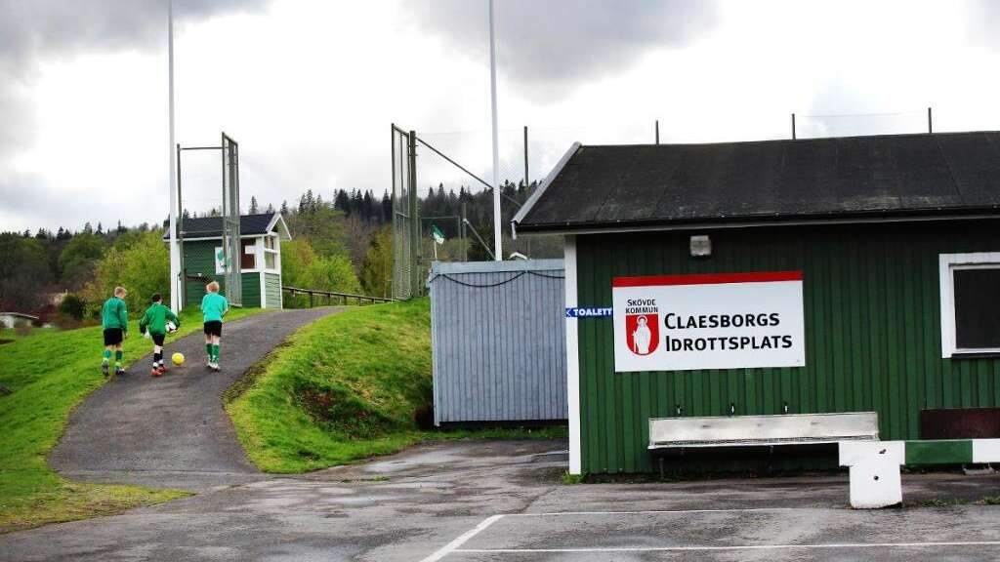 TOALETT
SKÖVDE
KOMMUN
CLAESBORGS
IDROTTSPLATS